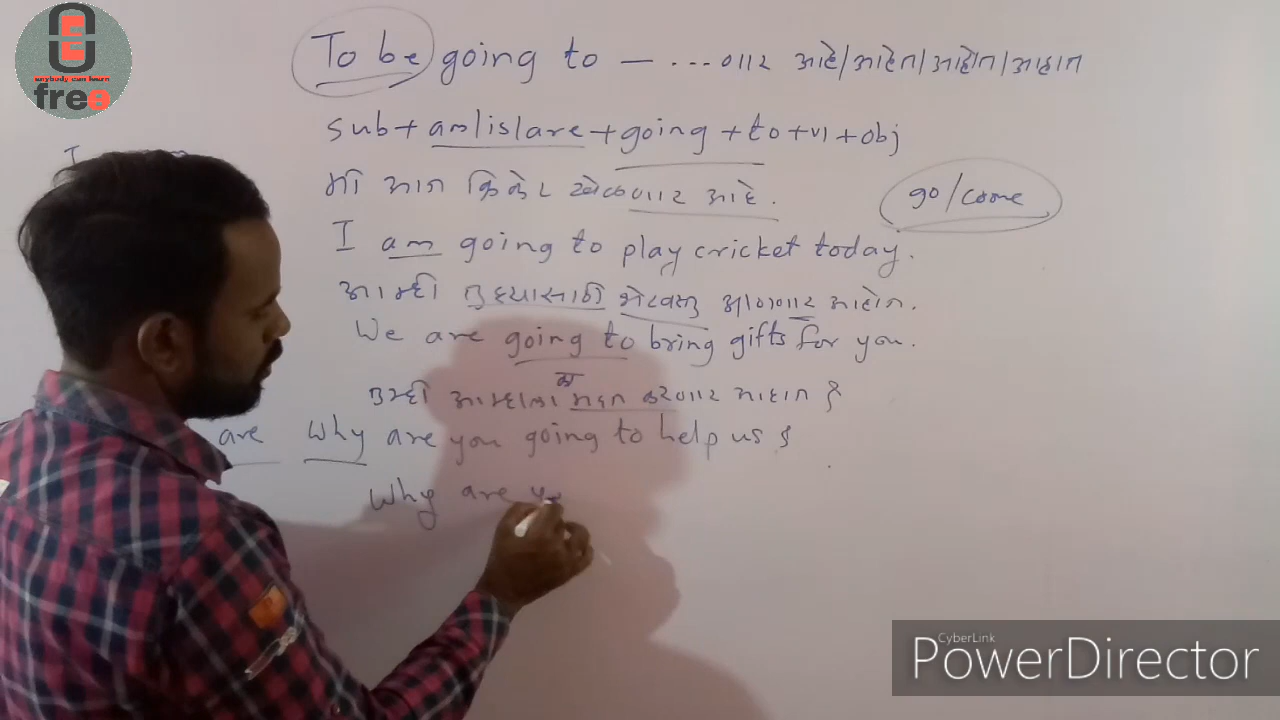 FREE
anybody can learn
free
To be going to — ...णार आहे/आहेत/आहोत/आहात
sub + am/is/are + going + to + v1 + obj
मी आज क्रिकेट खेळणार आहे.
go/come
I am going to play cricket today.
आम्ही तुझ्यासाठी भेटवस्तू आणणार आहोत.
We are going to bring gifts for you.
का
तुम्ही आम्हाला मदत करणार आहात ?
are Why are you going to help us ?
Why are
CyberLink
PowerDirector